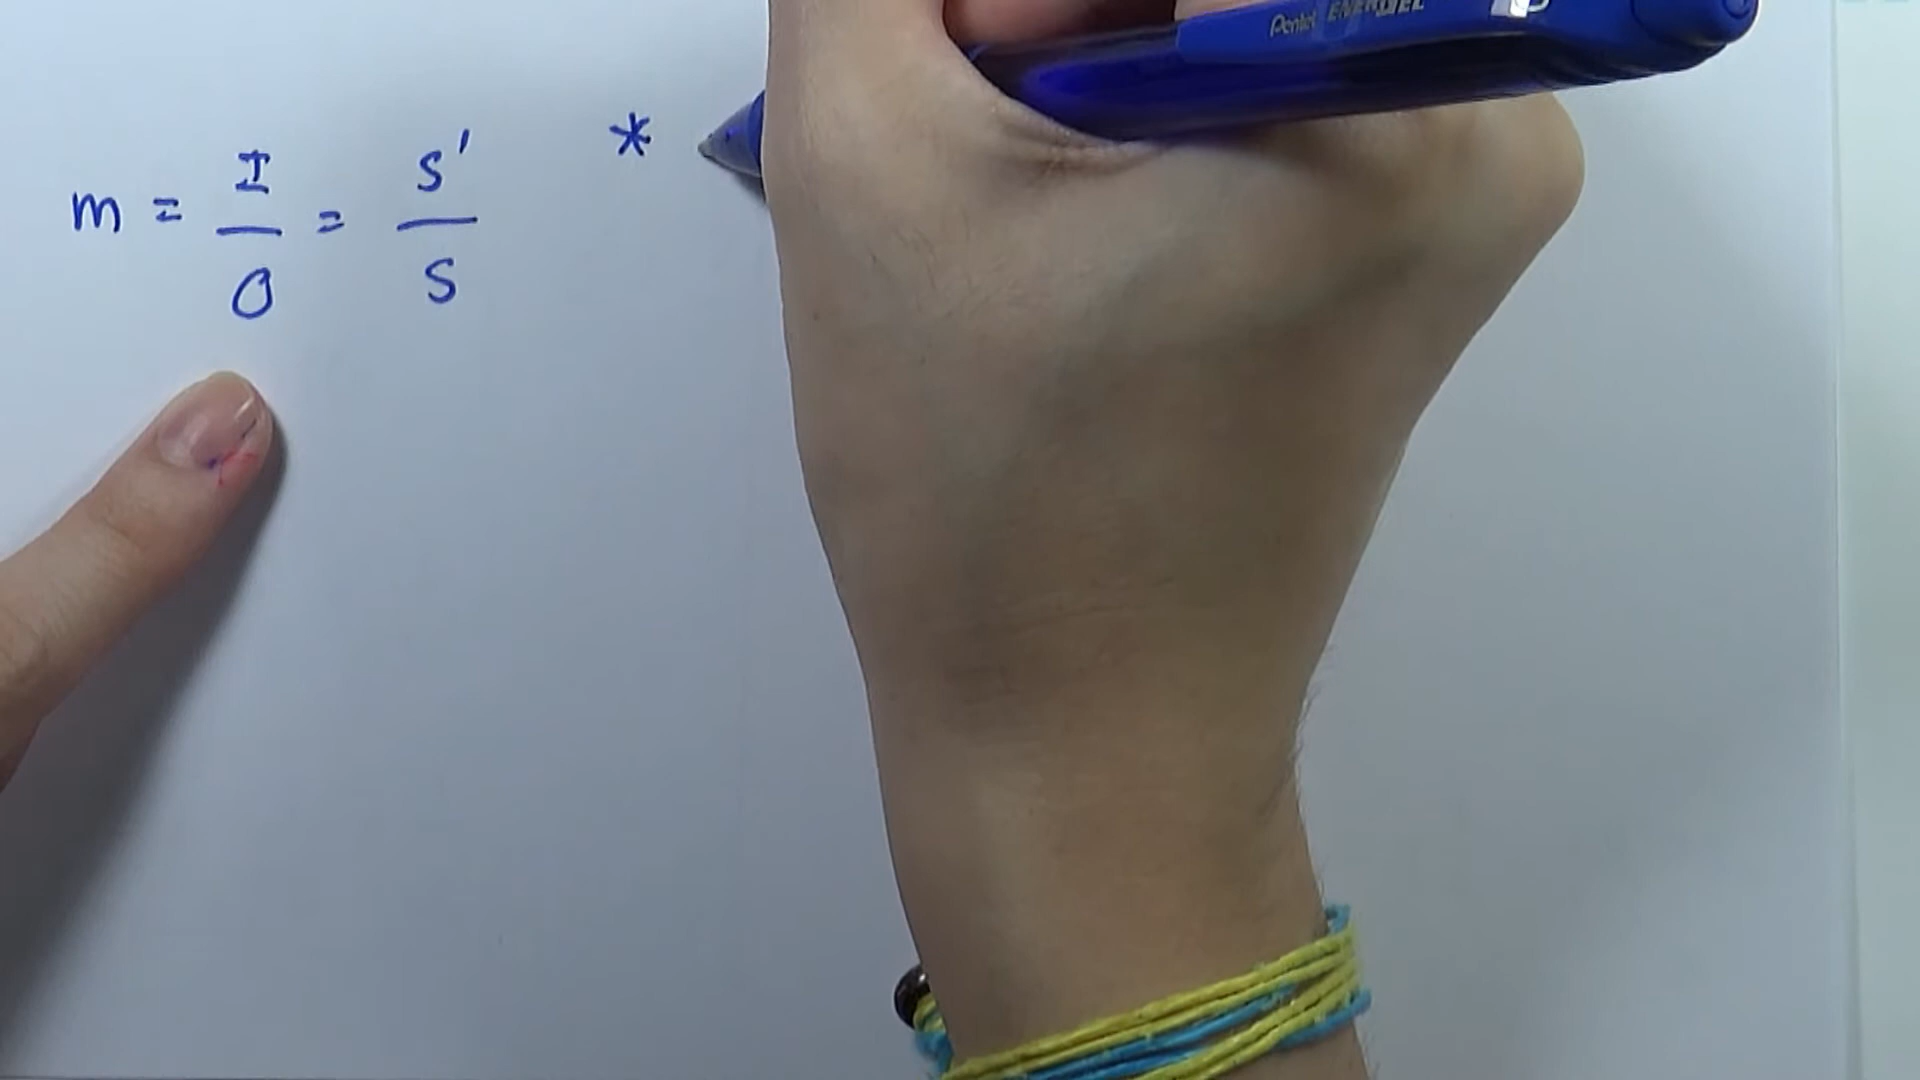 m = I/O = s'/s *
Pentel ENERGEL